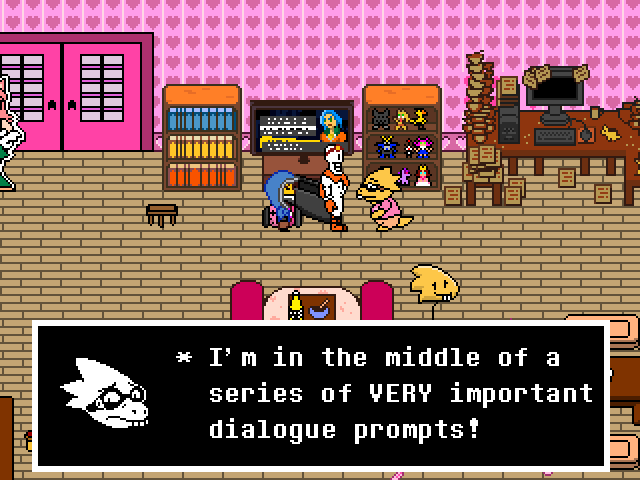 * I'm in the middle of a
series of VERY important
dialogue prompts!